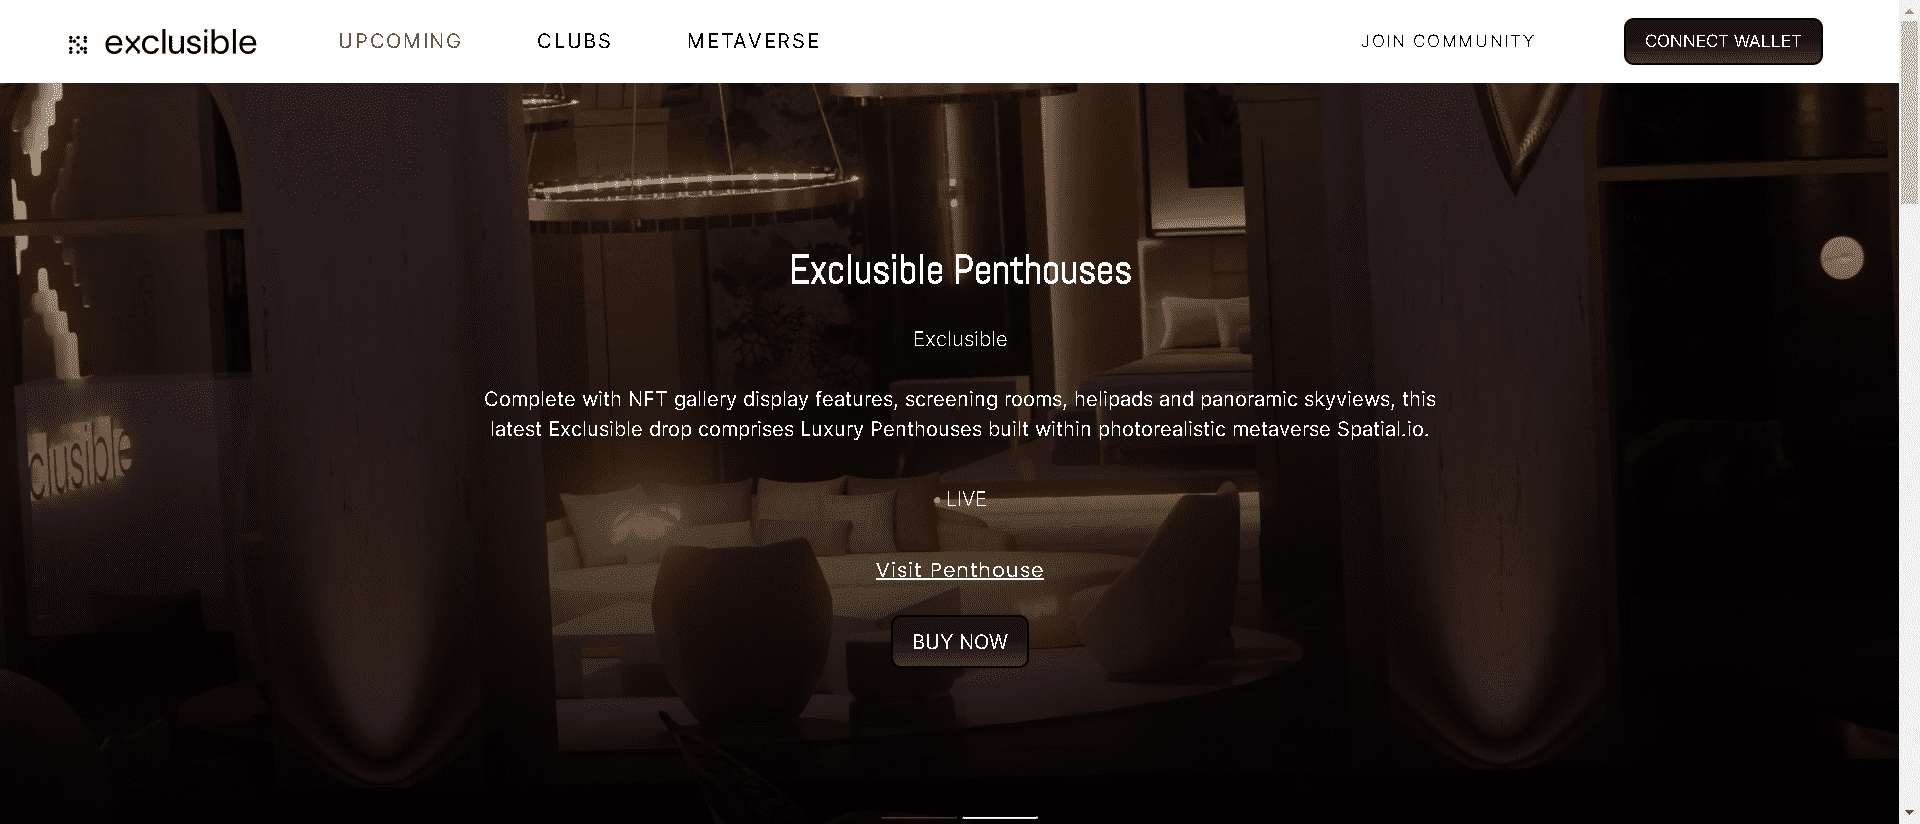 exclusible
UPCOMING
CLUBS
METAVERSE
JOIN COMMUNITY
CONNECT WALLET
Exclusible Penthouses
Exclusible
Complete with NFT gallery display features, screening rooms, helipads and panoramic skyviews, this
latest Exclusible drop comprises Luxury Penthouses built within photorealistic metaverse Spatial.io.
clusible
• LIVE
Visit Penthouse
BUY NOW